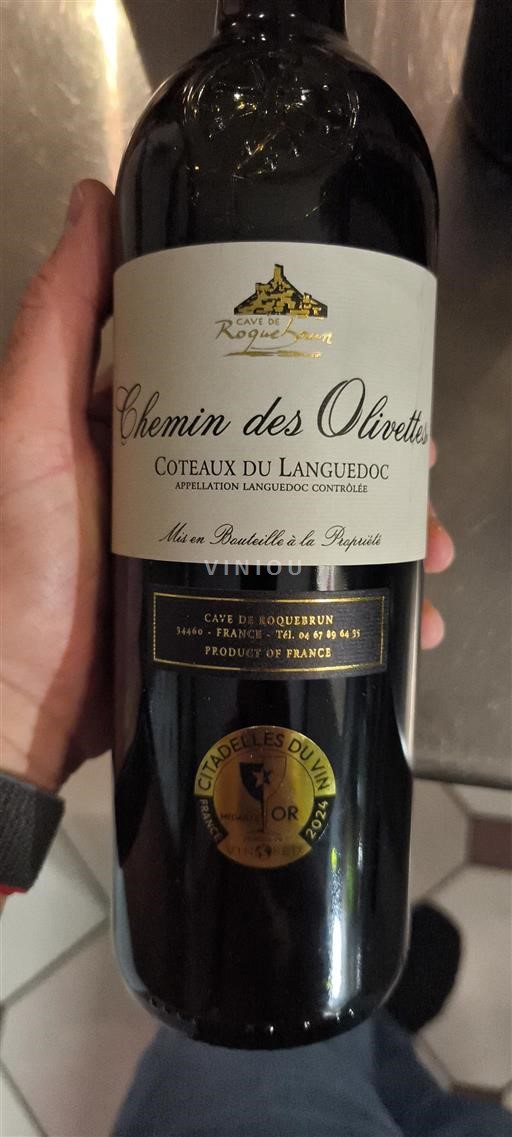 CAVE DE
Roquebrun
Chemin des Olivettes
COTEAUX DU LANGUEDOC
APPELLATION LANGUEDOC CONTRÔLÉE
Mis en Bouteille à la Propriété
VINIOU
CAVE DE ROQUEBRUN
34460 - FRANCE - Tél. 04 67 89 64 35
PRODUCT OF FRANCE
CITADELLES DU VIN
FRANCE
MEDAILLE
OR
2024